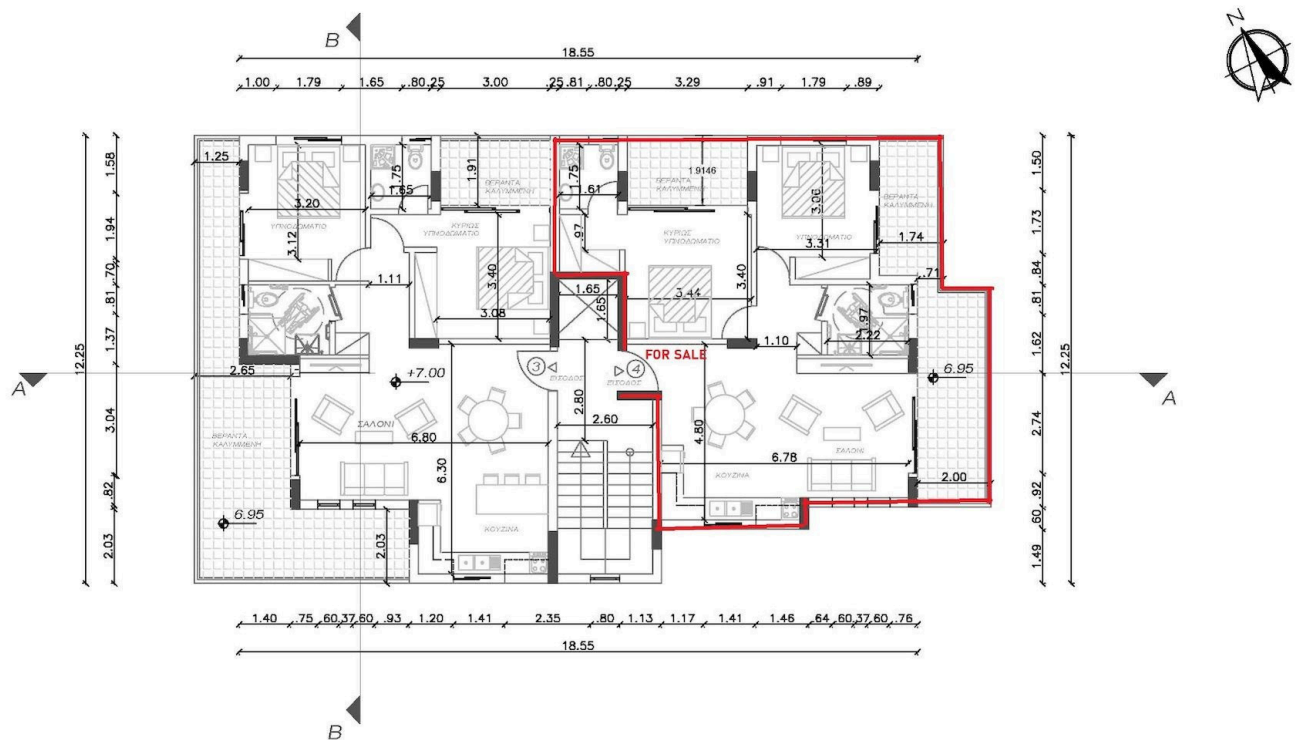 N
B
18.55
1.00 1.79 1.65 .80 .25 3.00 .25 .81 .80 .25 3.29 .91 1.79 .89
12.25
1.58
1.94
.70
.81
1.37
3.04
.82
2.03
1.25
1.75
1.65
1.91
ΒΕΡΑΝΤΑ
ΚΑΛΥΜΜΕΝΗ
3.20
ΥΠΝΟΔΩΜΑΤΙΟ
3.12
ΚΥΡΙΩΣ
ΥΠΝΟΔΩΜΑΤΙΟ
1.11
3.40
3.08
1.75
1.61
.97
1.9146
ΒΕΡΑΝΤΑ
ΚΑΛΥΜΜΕΝΗ
ΚΥΡΙΩΣ
ΥΠΝΟΔΩΜΑΤΙΟ
3.06
ΥΠΝΟΔΩΜΑΤΙΟ
3.31
ΒΕΡΑΝΤΑ
ΚΑΛΥΜΜΕΝΗ
1.74
.71
1.65
1.65
3.44
3.40
1.10
1.97
2.22
FOR SALE
3
4
ΕΙΣΟΔΟΣ
ΕΙΣΟΔΟΣ
A
A
2.65
+7.00
ΒΕΡΑΝΤΑ
ΚΑΛΥΜΜΕΝΗ
ΣΑΛΟΝΙ
6.80
6.30
2.80
2.60
4.80
6.78
ΣΑΛΟΝΙ
ΚΟΥΖΙΝΑ
6.95
2.00
6.95
2.03
ΚΟΥΖΙΝΑ
1.50
1.73
.84
.81
1.62
2.74
.92
.60
1.49
12.25
1.40 .75 .60 .37 .60 .93 1.20 1.41 2.35 .80 1.13 1.17 1.41 1.46 .64 .60 .37 .60 .76
18.55
B